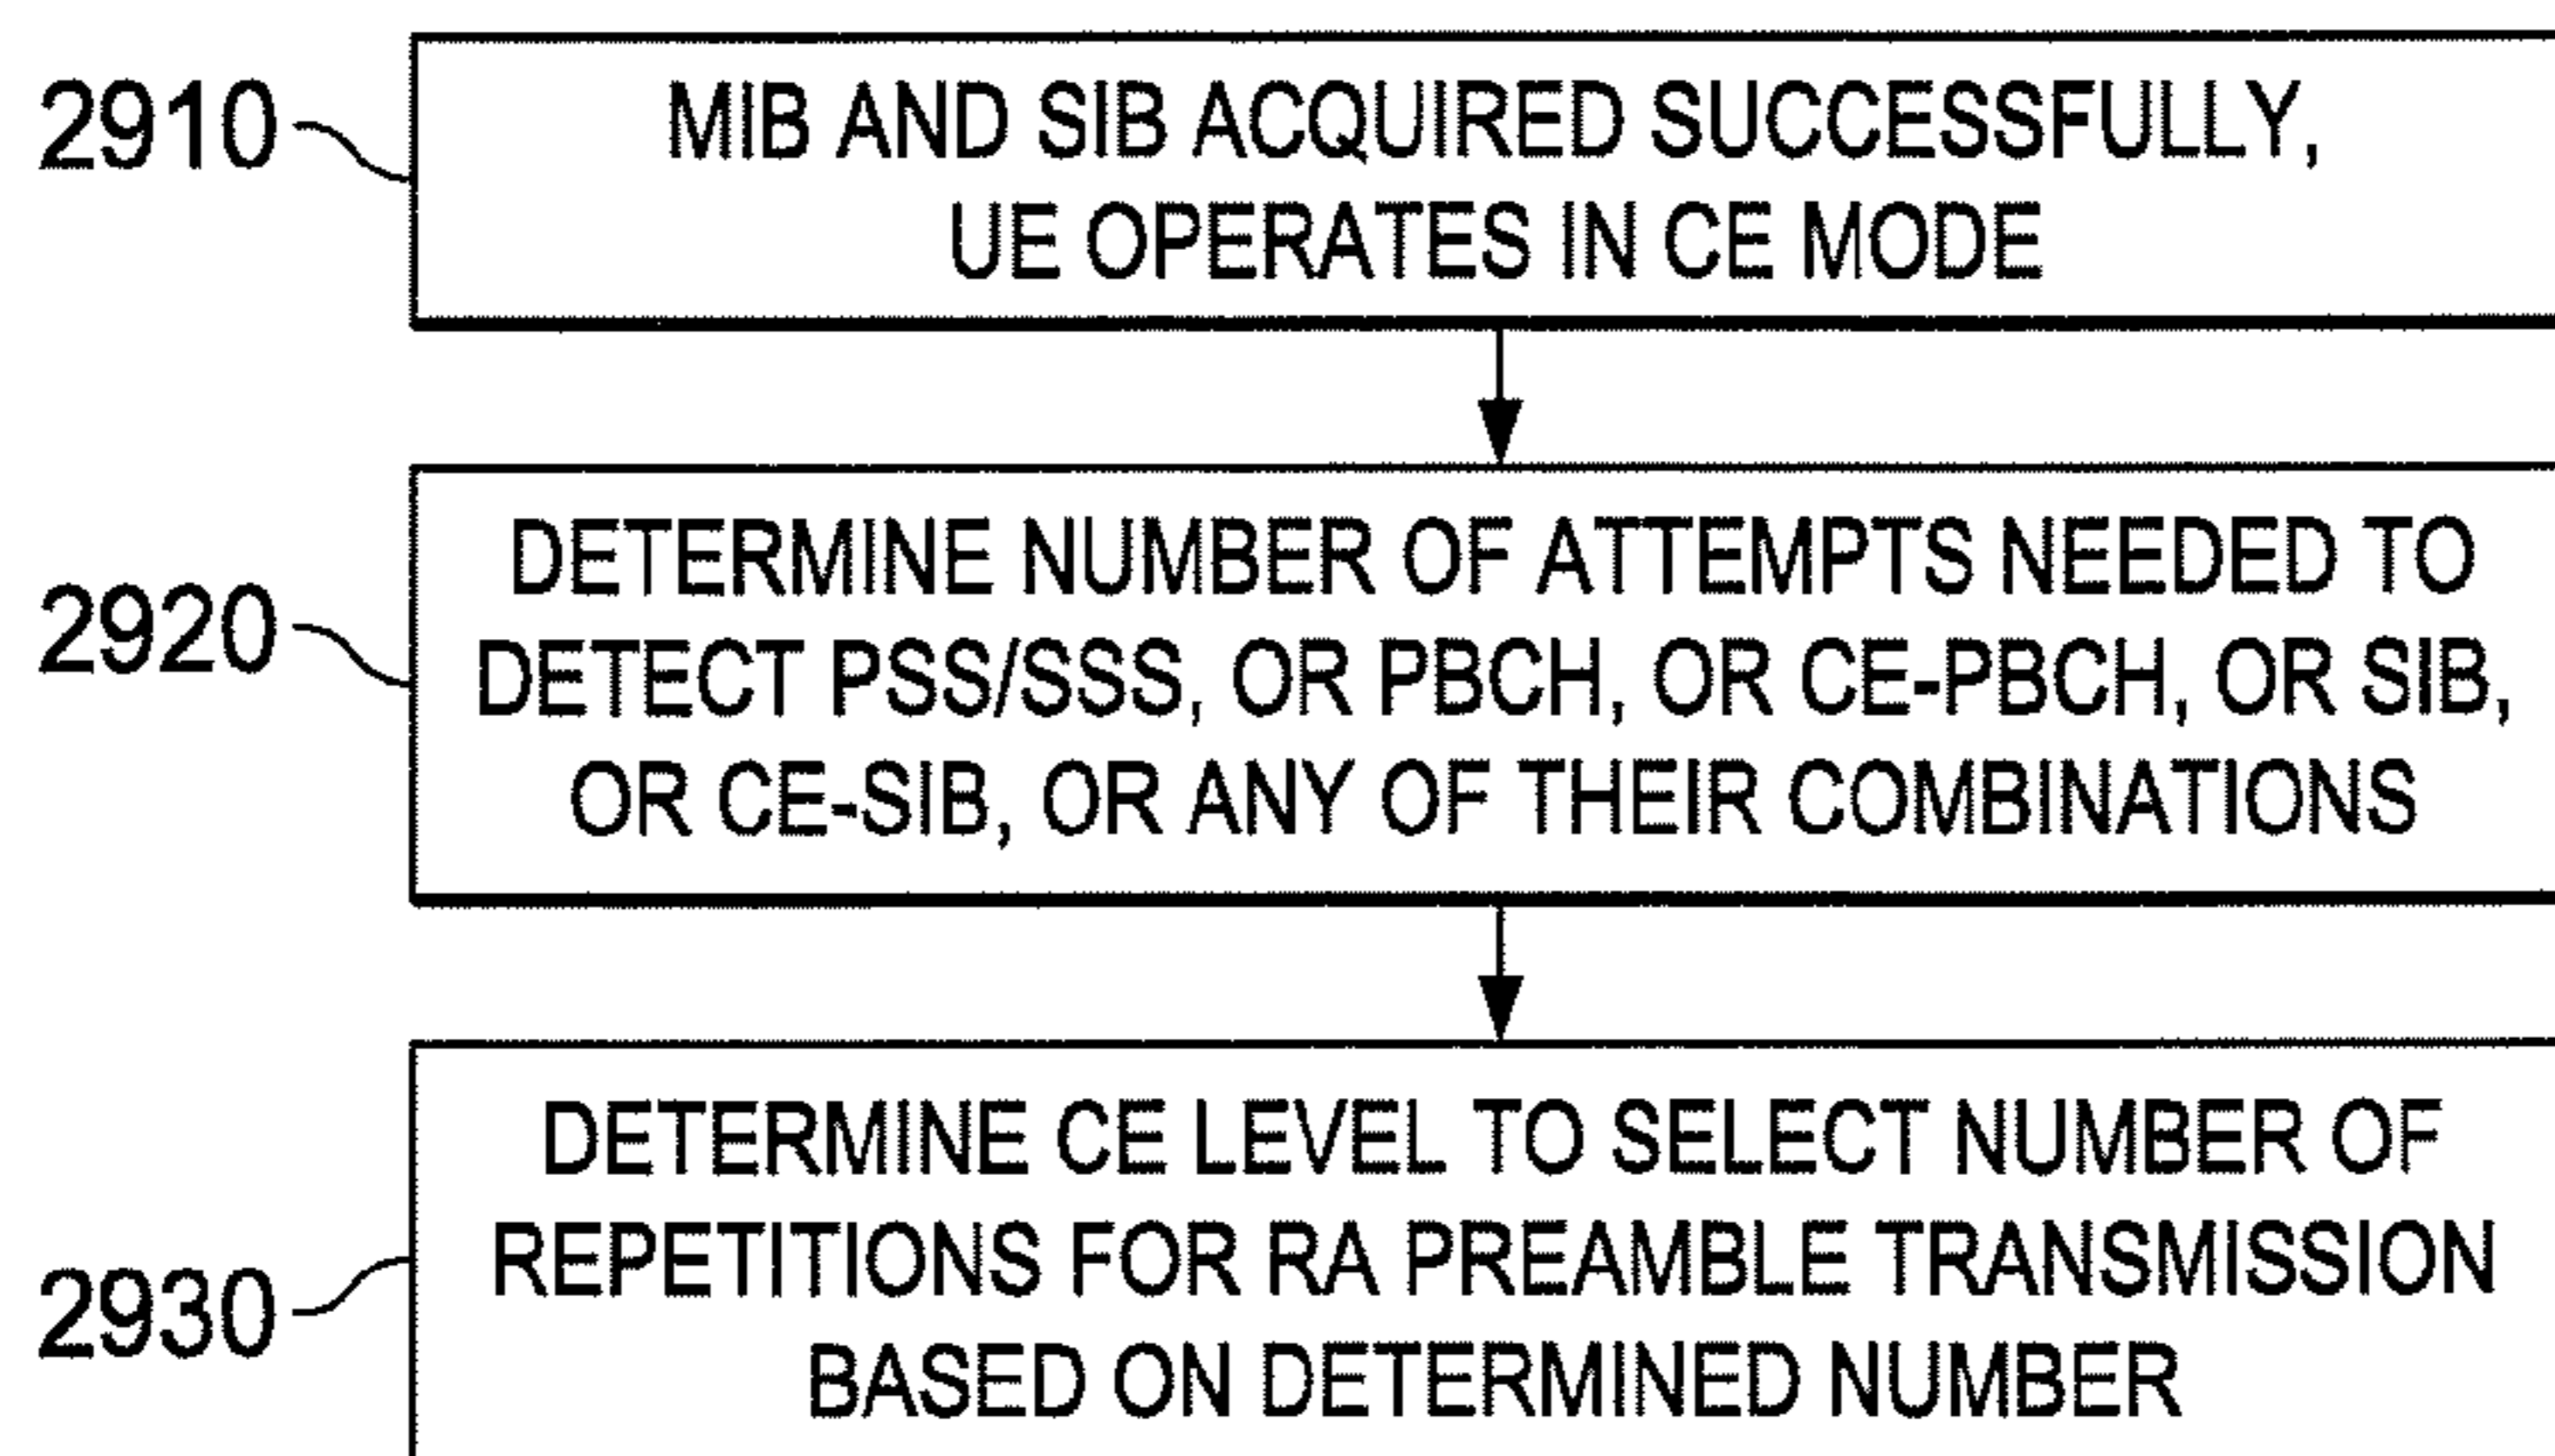 2910
MIB AND SIB ACQUIRED SUCCESSFULLY,
UE OPERATES IN CE MODE
2920
DETERMINE NUMBER OF ATTEMPTS NEEDED TO
DETECT PSS/SSS, OR PBCH, OR CE-PBCH, OR SIB,
OR CE-SIB, OR ANY OF THEIR COMBINATIONS
2930
DETERMINE CE LEVEL TO SELECT NUMBER OF
REPETITIONS FOR RA PREAMBLE TRANSMISSION
BASED ON DETERMINED NUMBER